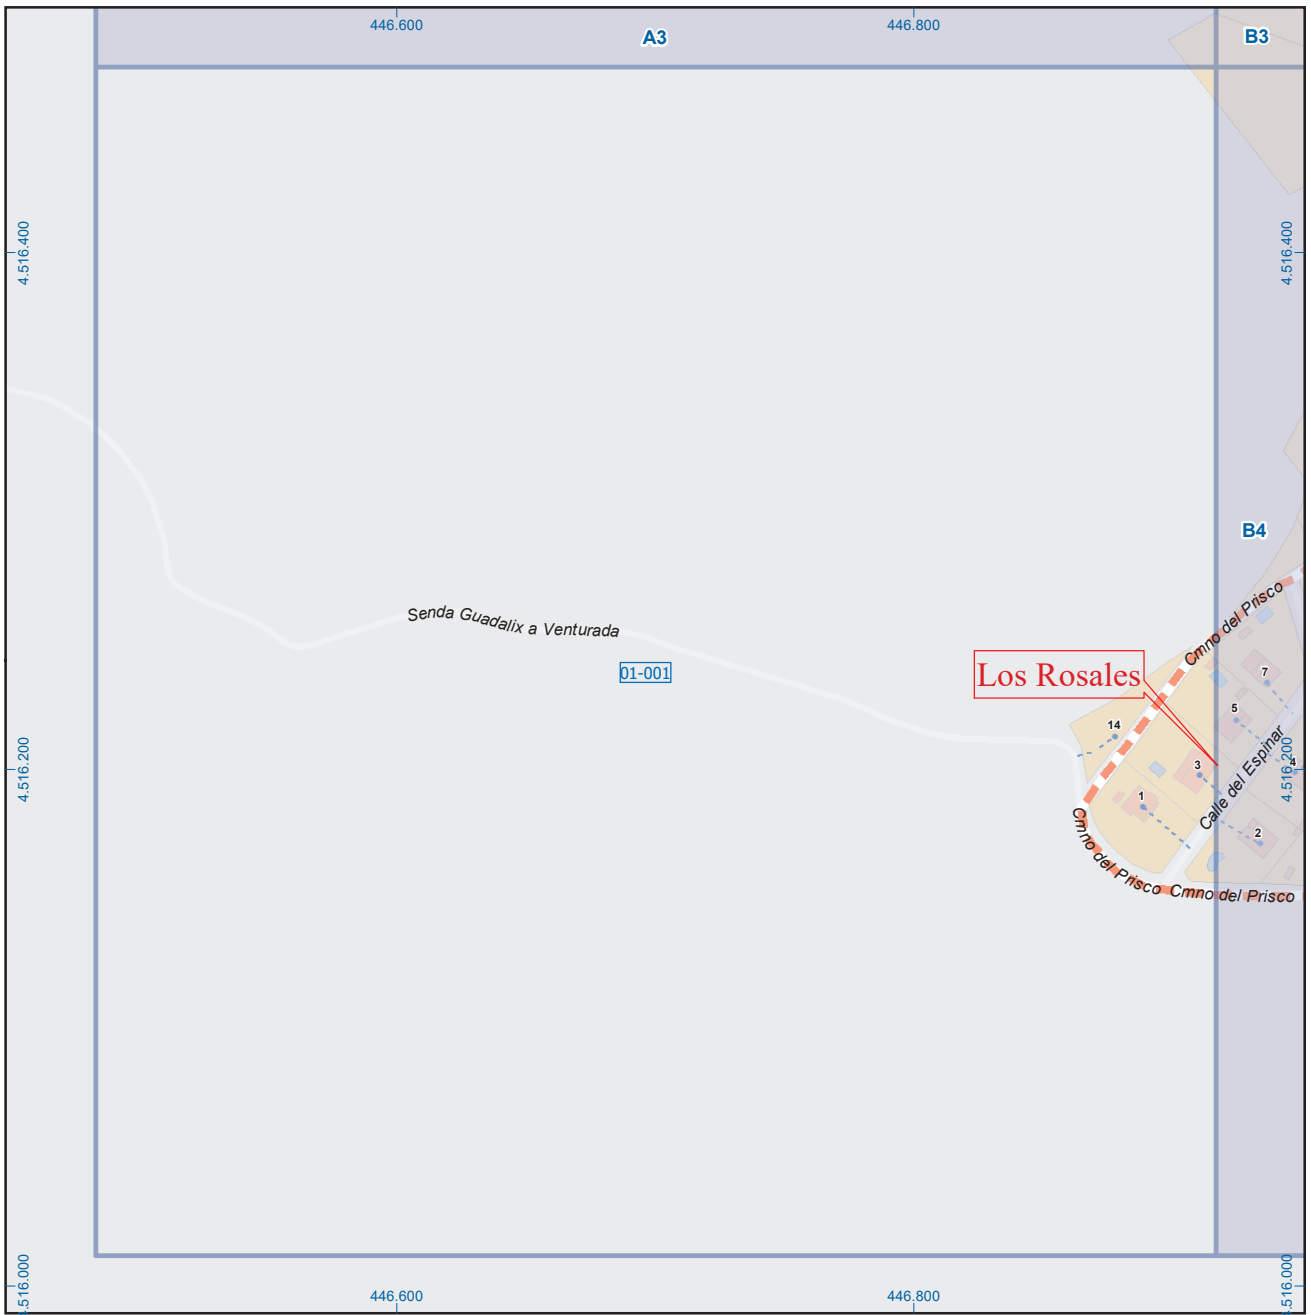 446.600
446.800
A3
B3
4.516.400
4.516.400
B4
Cmno del Prisco
Senda Guadalix a Venturada
01-001
Los Rosales
7
5
14
4
3
1
2
4.516.200
4.516.200
Calle del Espinar
Cmno del Prisco
Cmno del Prisco
4.516.000
4.516.000
446.600
446.800